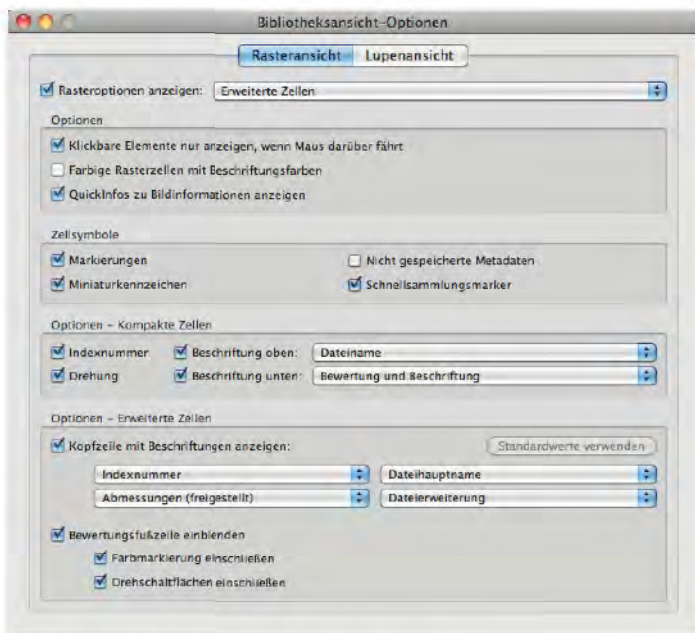 Bibliotheksansicht-Optionen
Rasteransicht Lupenansicht
Rasteroptionen anzeigen: Erweiterte Zellen
Optionen
Klickbare Elemente nur anzeigen, wenn Maus darüber fährt
Farbige Rasterzellen mit Beschriftungsfarben
QuickInfos zu Bildinformationen anzeigen
Zellsymbole
Markierungen Nicht gespeicherte Metadaten
Miniaturkennzeichen Schnellsammlungsmarker
Optionen – Kompakte Zellen
Indexnummer Beschriftung oben: Dateiname
Drehung Beschriftung unten: Bewertung und Beschriftung
Optionen – Erweiterte Zellen
Kopfzeile mit Beschriftungen anzeigen: Standardwerte verwenden
Indexnummer Dateihauptname
Abmessungen (freigestellt) Dateierweiterung
Bewertungsfußzeile einblenden
Farbmarkierung einschließen
Drehschaltflächen einschließen